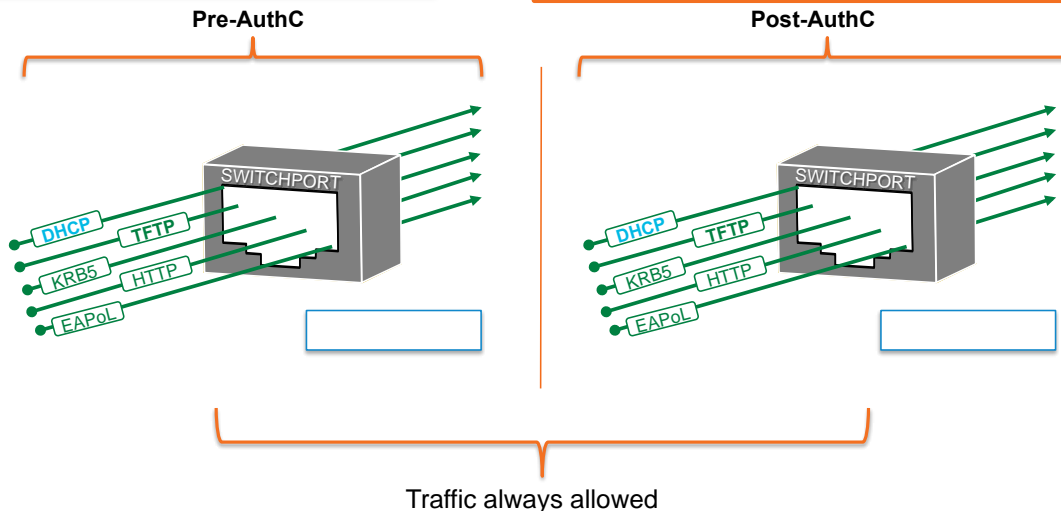 Pre-AuthC
Post-AuthC
SWITCHPORT
DHCP
TFTP
KRB5
HTTP
EAPoL
SWITCHPORT
DHCP
TFTP
KRB5
HTTP
EAPoL
Traffic always allowed